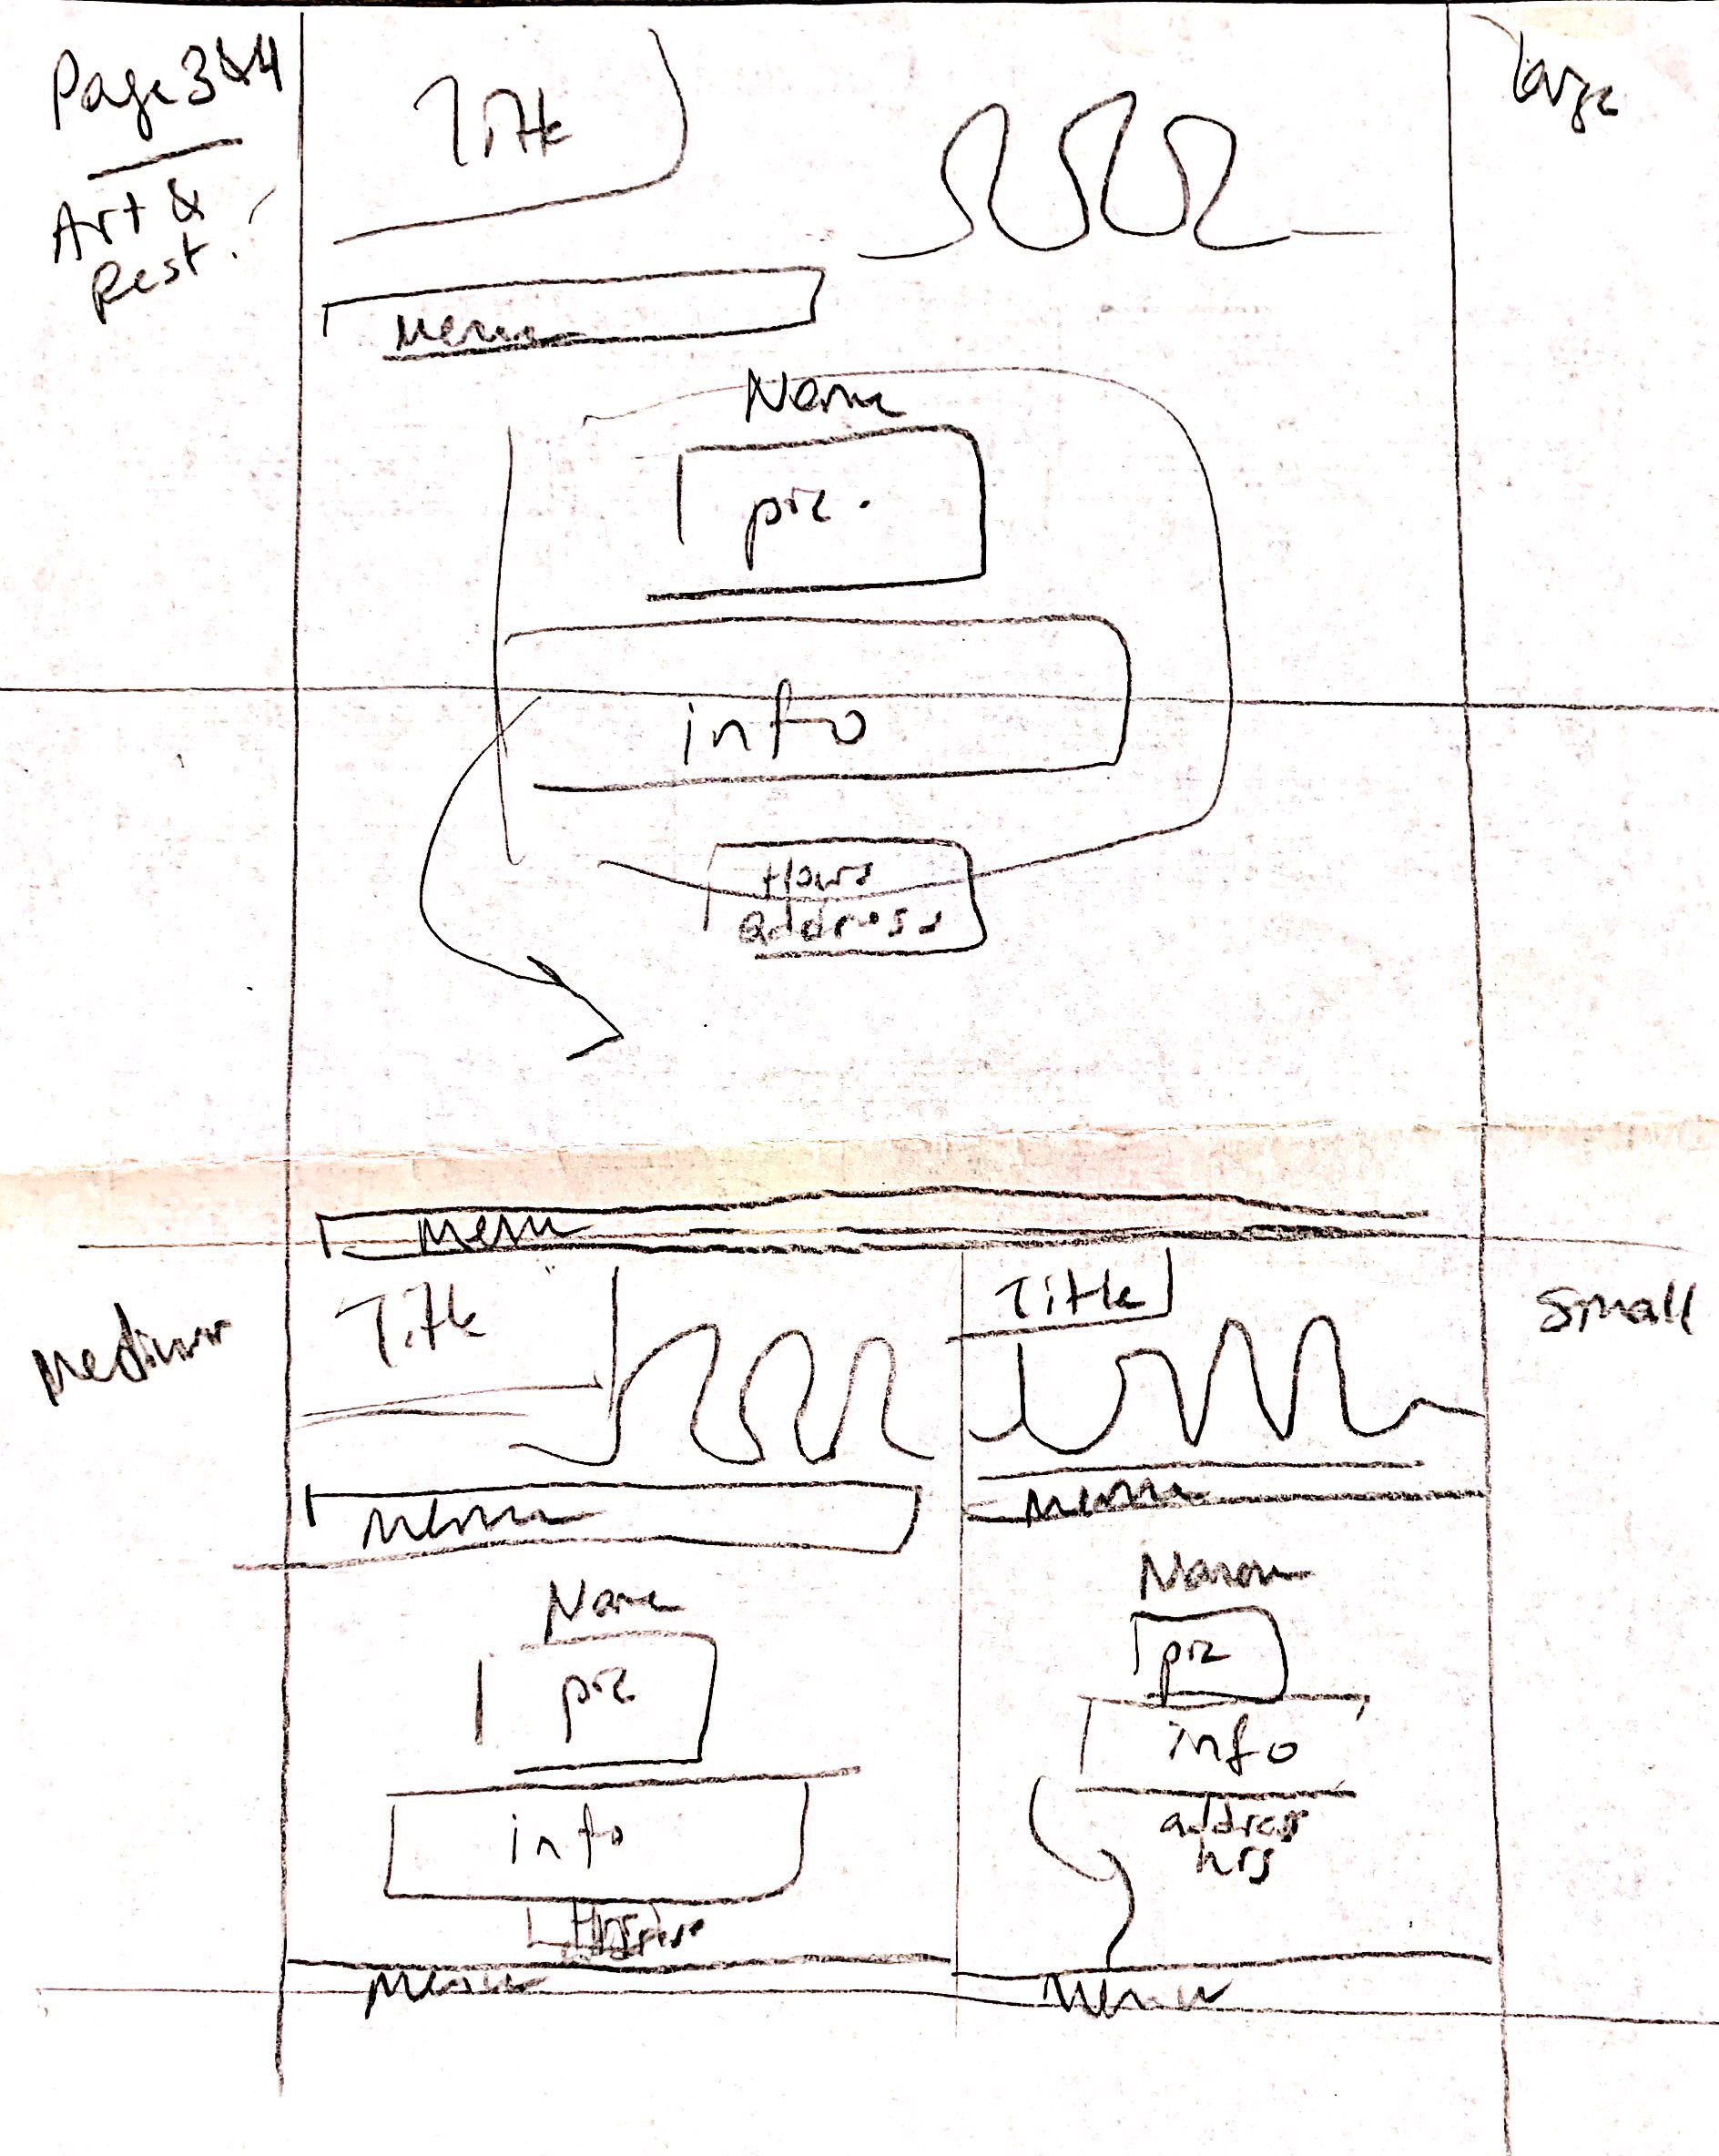 Page 3&4
Art &
Rest.
Large
Title
Menu
Name
pic.
info
Hours
address
Menu
Medium
Title
Menu
Name
pic
info
Hrs
Menu
Small
Title
Menu
Name
pic
info
address
hrs
Menu